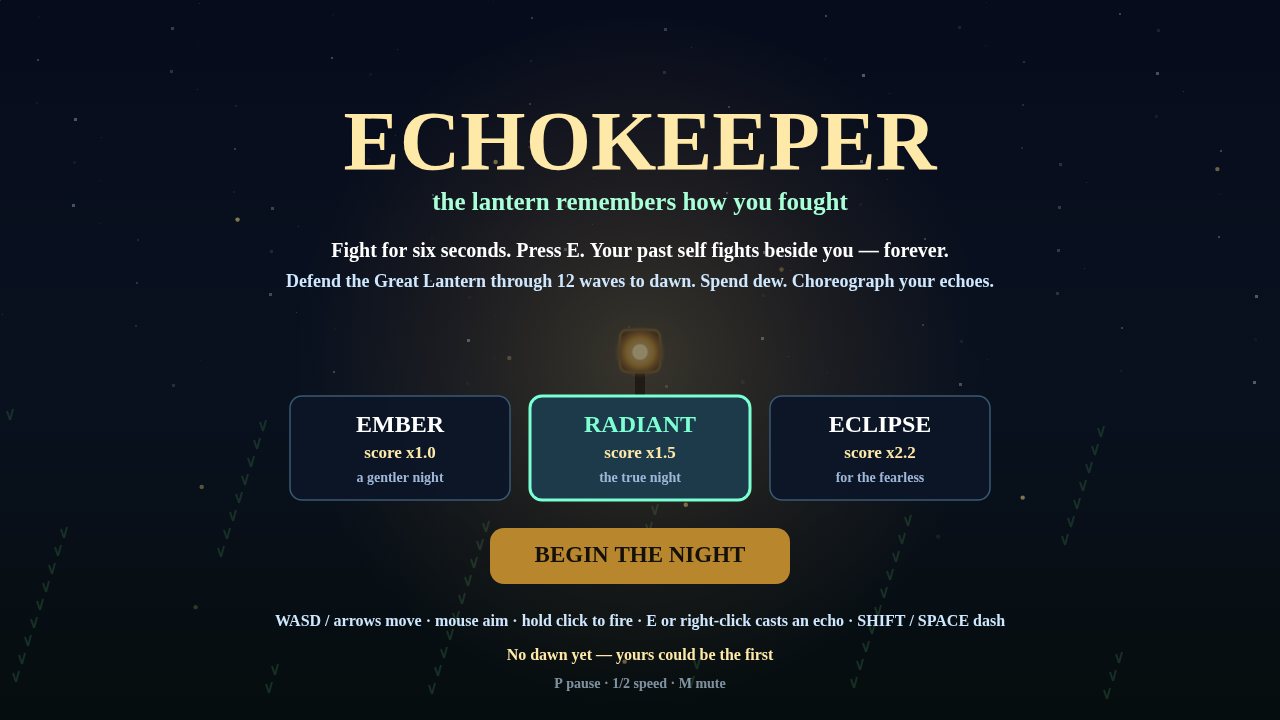 ECHOKEEPER
the lantern remembers how you fought
Fight for six seconds. Press E. Your past self fights beside you — forever.
Defend the Great Lantern through 12 waves to dawn. Spend dew. Choreograph your echoes.
EMBER
score x1.0
a gentler night
RADIANT
score x1.5
the true night
ECLIPSE
score x2.2
for the fearless
BEGIN THE NIGHT
WASD / arrows move · mouse aim · hold click to fire · E or right-click casts an echo · SHIFT / SPACE dash
No dawn yet — yours could be the first
P pause · 1/2 speed · M mute